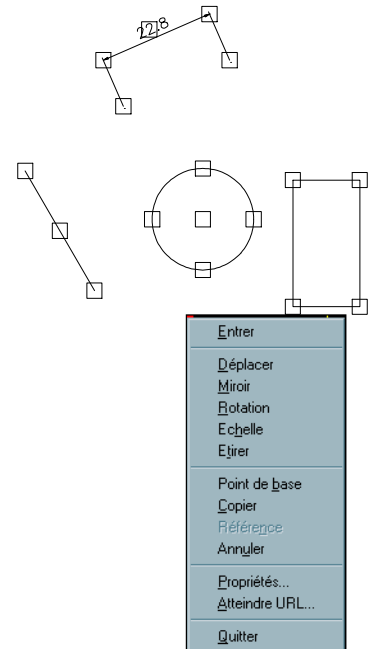 22.8
Entrer
Déplacer
Miroir
Rotation
Echelle
Etirer
Point de base
Copier
Référence
Annuler
Propriétés...
Atteindre URL...
Quitter